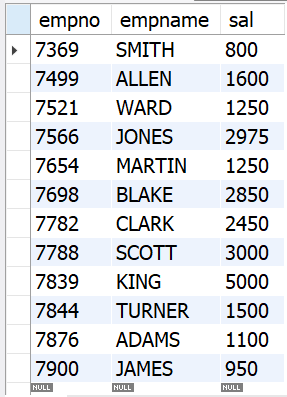 empno empname sal
7369 SMITH 800
7499 ALLEN 1600
7521 WARD 1250
7566 JONES 2975
7654 MARTIN 1250
7698 BLAKE 2850
7782 CLARK 2450
7788 SCOTT 3000
7839 KING 5000
7844 TURNER 1500
7876 ADAMS 1100
7900 JAMES 950
NULL NULL NULL